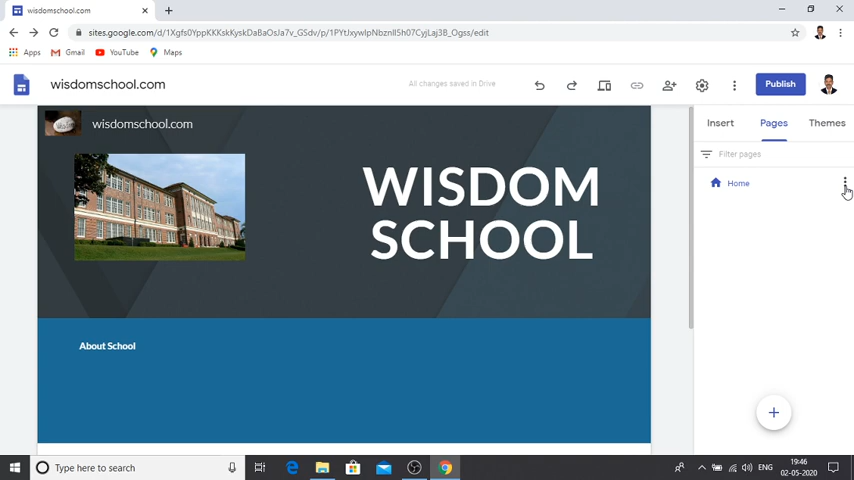 wisdomschool.com
sites.google.com/d/1Xgfs0YppKKKskKyskDaBaOsJa7v_GSdv/p/1PYtJxywlpNbznll5h07CyjLaj3B_Ogss/edit
Apps
Gmail
YouTube
Maps
wisdomschool.com
All changes saved in Drive
Publish
wisdomschool.com
WISDOM
SCHOOL
About School
Insert
Pages
Themes
Filter pages
Home
Type here to search
ENG
19:46
02-05-2020